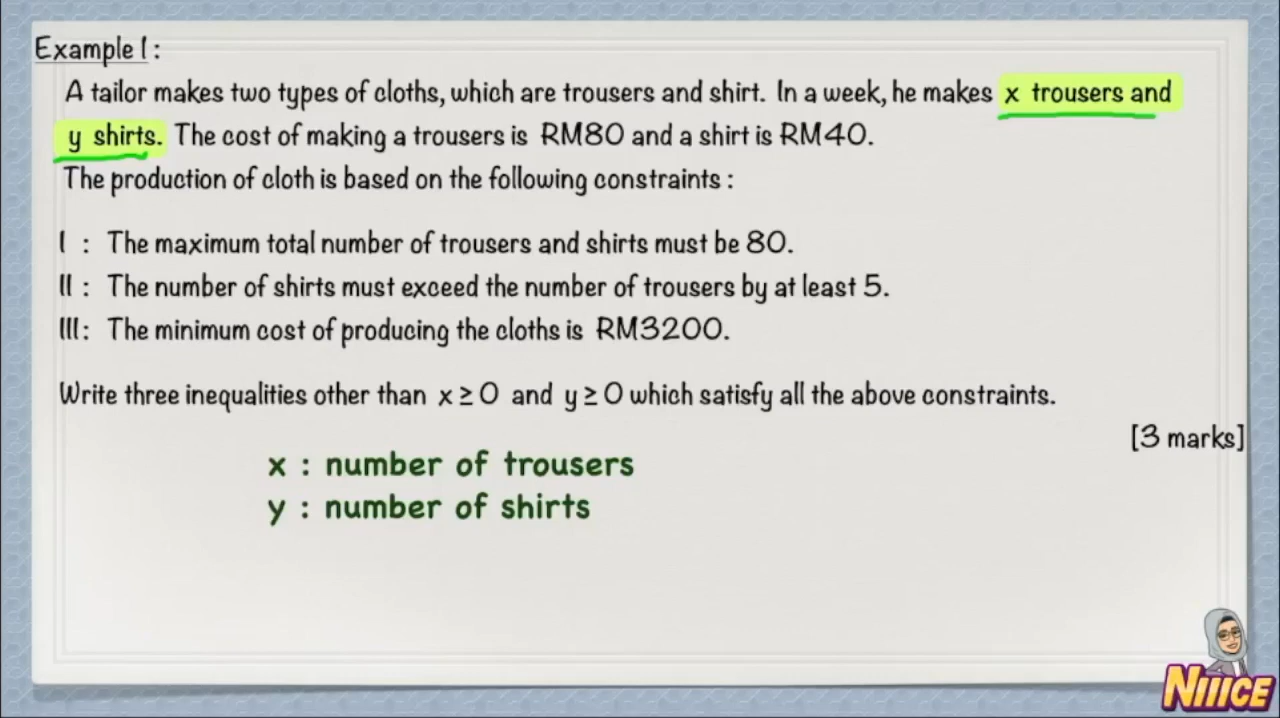 Example 1 :
A tailor makes two types of cloths, which are trousers and shirt. In a week, he makes x trousers and
y shirts. The cost of making a trousers is RM80 and a shirt is RM40.
The production of cloth is based on the following constraints :
I : The maximum total number of trousers and shirts must be 80.
II : The number of shirts must exceed the number of trousers by at least 5.
III: The minimum cost of producing the cloths is RM3200.
Write three inequalities other than x ≥ 0 and y ≥ 0 which satisfy all the above constraints.
[3 marks]
x : number of trousers
y : number of shirts
NIIICE